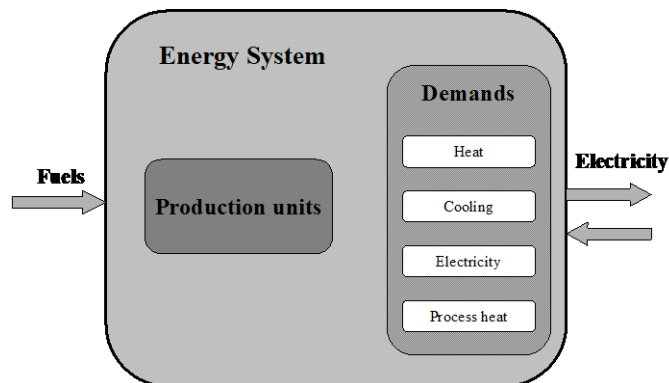 Energy System
Demands
Heat
Electricity
Fuels
Production units
Cooling
Electricity
Process heat